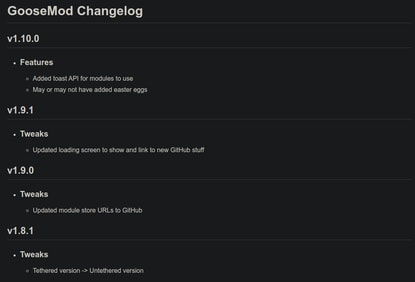 GooseMod Changelog
v1.10.0
Features
Added toast API for modules to use
May or may not have added easter eggs
v1.9.1
Tweaks
Updated loading screen to show and link to new GitHub stuff
v1.9.0
Tweaks
Updated module store URLs to GitHub
v1.8.1
Tweaks
Tethered version -> Untethered version